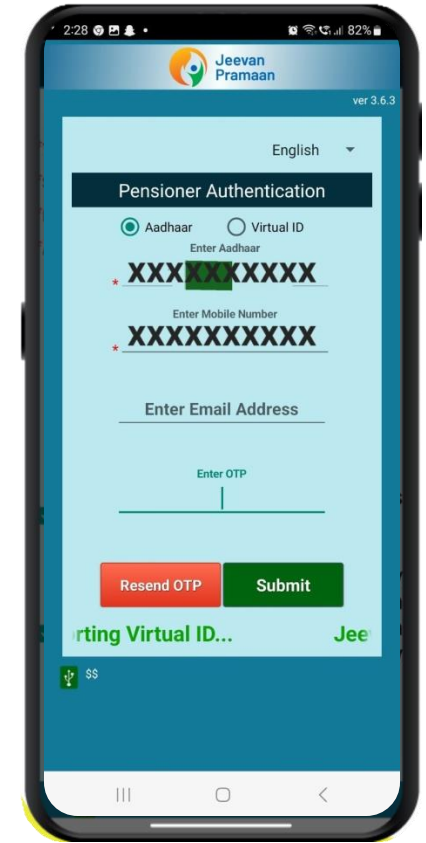 2:28
82%
Jeevan
Pramaan
ver 3.6.3
English
Pensioner Authentication
Aadhaar Virtual ID
Enter Aadhaar
* XXXXXXXXXX
Enter Mobile Number
* XXXXXXXXXX
Enter Email Address
Enter OTP
Resend OTP Submit
rting Virtual ID... Jee
$$